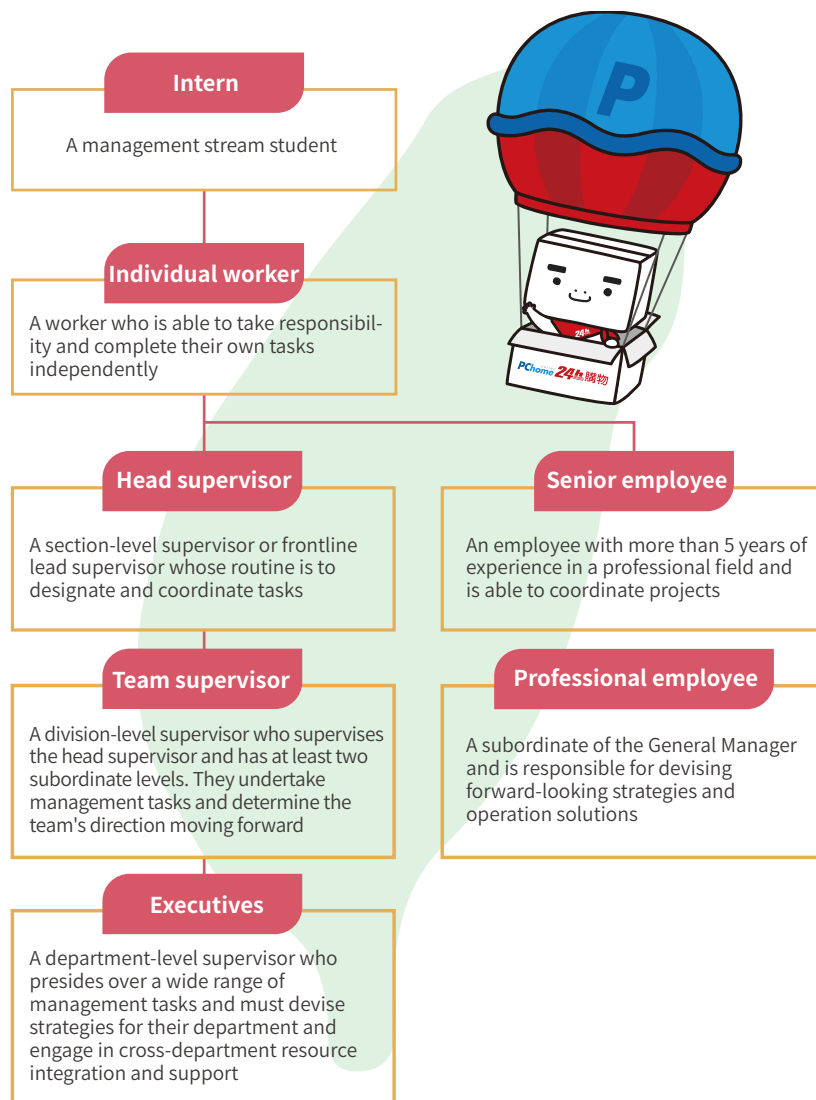 P
Intern
A management stream student
Individual worker
A worker who is able to take responsibil-
ity and complete their own tasks
independently
24h
PChome 24h購物
Head supervisor
A section-level supervisor or frontline
lead supervisor whose routine is to
designate and coordinate tasks
Senior employee
An employee with more than 5 years of
experience in a professional field and
is able to coordinate projects
Team supervisor
A division-level supervisor who supervises
the head supervisor and has at least two
subordinate levels. They undertake
management tasks and determine the
team's direction moving forward
Professional employee
A subordinate of the General Manager
and is responsible for devising
forward-looking strategies and
operation solutions
Executives
A department-level supervisor who
presides over a wide range of
management tasks and must devise
strategies for their department and
engage in cross-department resource
integration and support